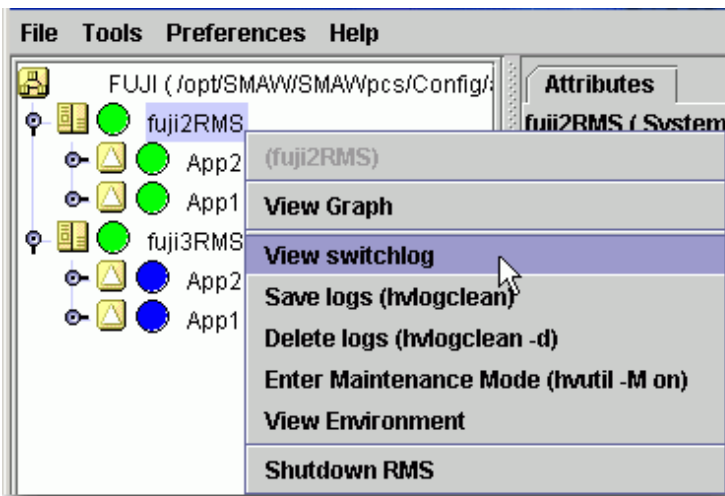 File Tools Preferences Help
FUJI ( /opt/SMAW/SMAWpcs/Config/
Attributes
fuji2RMS
fuji2RMS ( System
App2
(fuji2RMS)
App1
View Graph
fuji3RMS
View switchlog
App2
Save logs (hvlogclean)
App1
Delete logs (hvlogclean -d)
Enter Maintenance Mode (hvutil -M on)
View Environment
Shutdown RMS